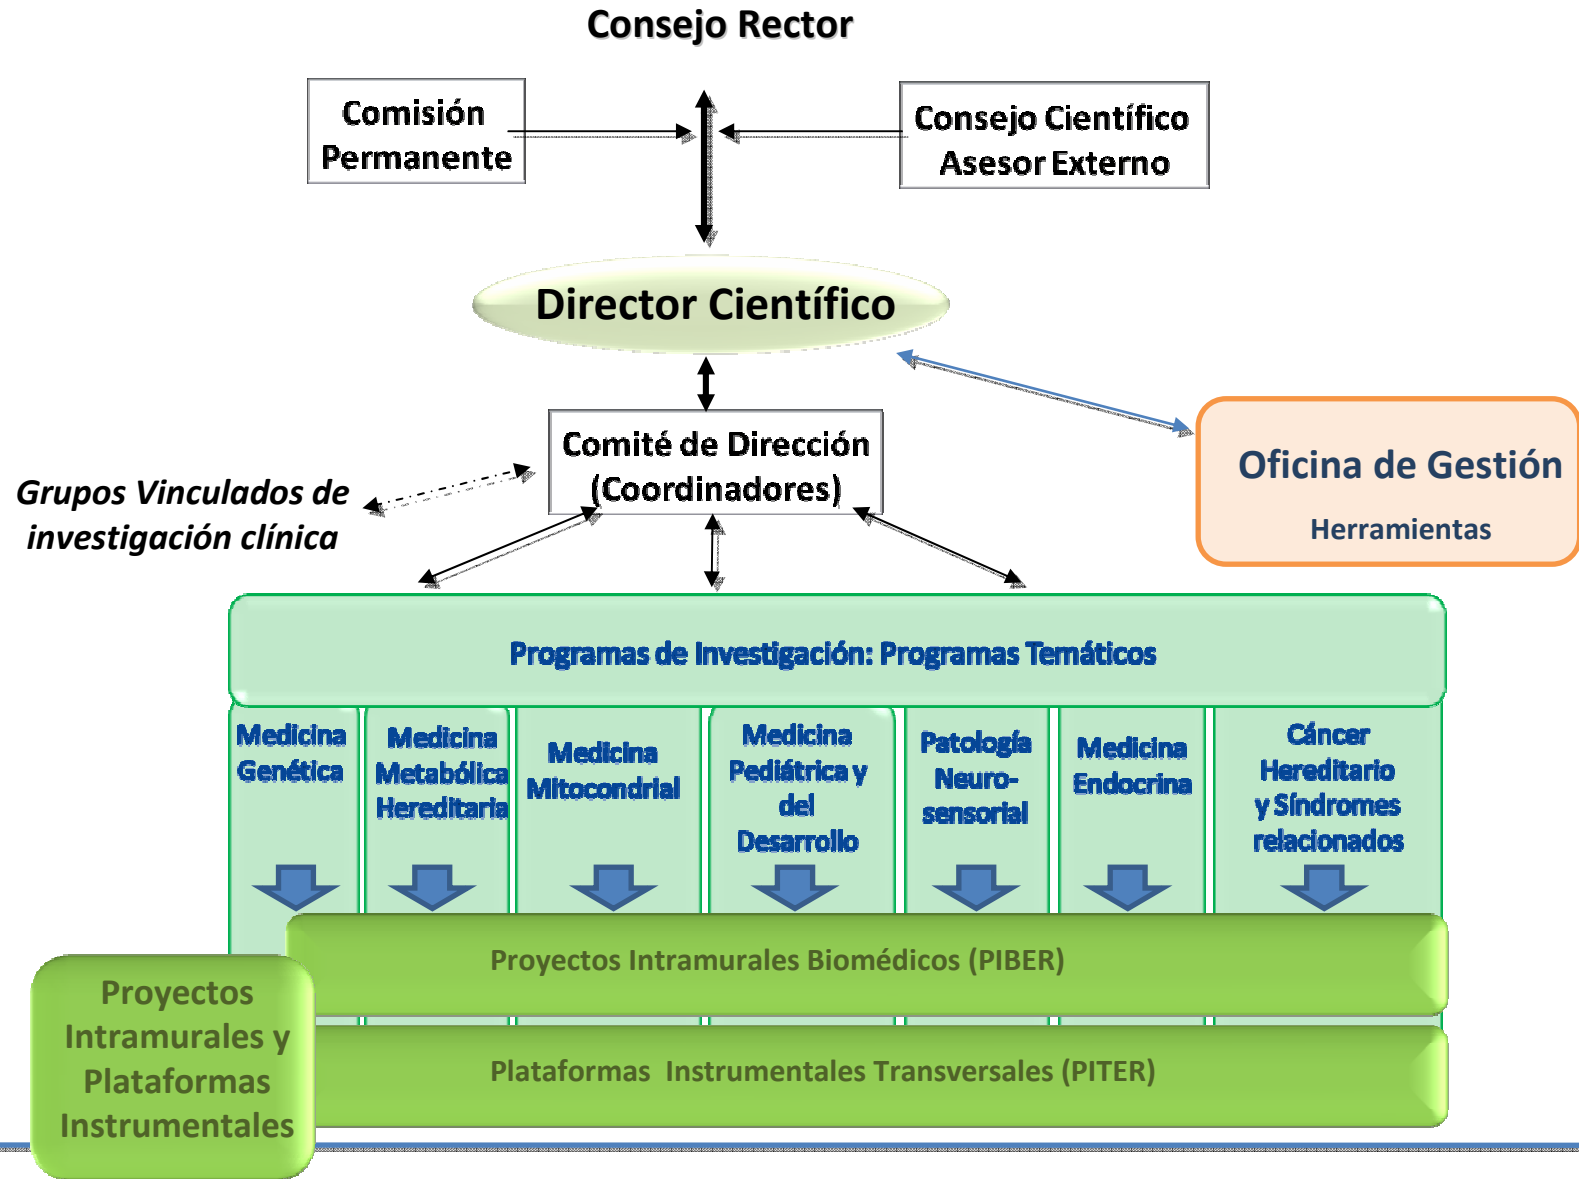 Consejo Rector
Comisión
Permanente
Consejo Científico
Asesor Externo
Director Científico
Comité de Dirección
(Coordinadores)
Grupos Vinculados de
investigación clínica
Oficina de Gestión
Herramientas
Programas de Investigación: Programas Temáticos
Medicina
Genética
Medicina
Metabólica
Hereditaria
Medicina
Mitocondrial
Medicina
Pediátrica y
del
Desarrollo
Patología
Neuro-
sensorial
Medicina
Endocrina
Cáncer
Hereditario
y Síndromes
relacionados
Proyectos Intramurales Biomédicos (PIBER)
Proyectos
Intramurales y
Plataformas
Instrumentales
Plataformas Instrumentales Transversales (PITER)